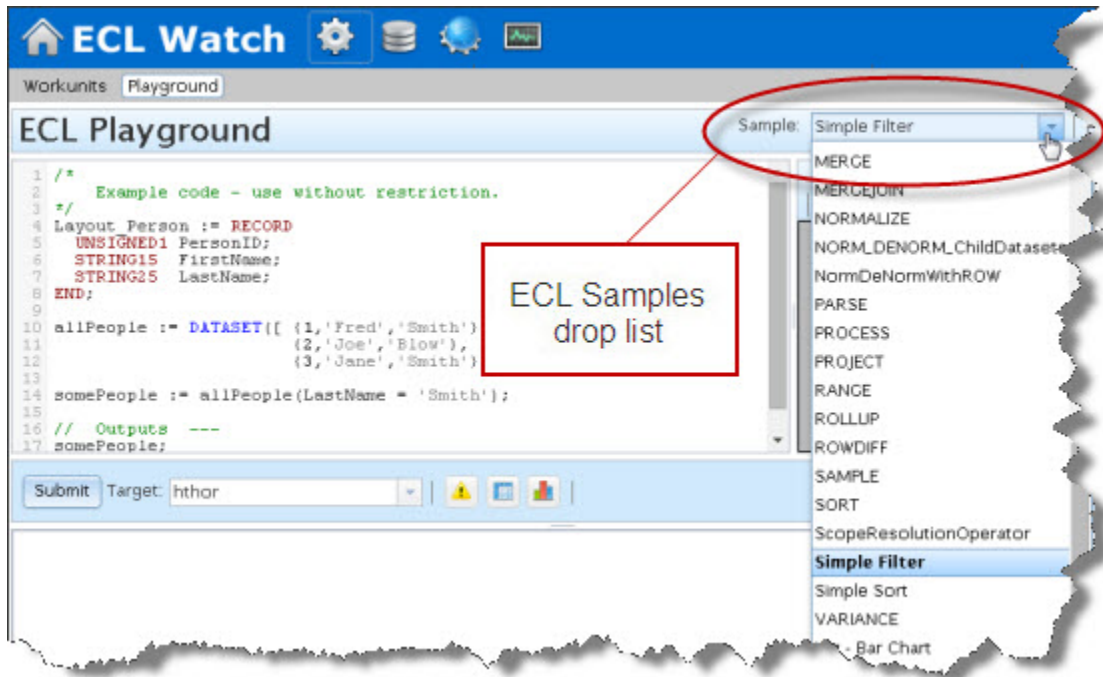 ECL Watch
Workunits Playground
ECL Playground
Sample: Simple Filter
1 /*
2 Example code - use without restriction.
3 */
4 Layout_Person := RECORD
5 UNSIGNED1 PersonID;
6 STRING15 FirstName;
7 STRING25 LastName;
8 END;
9
10 allPeople := DATASET([ {1,'Fred','Smith')
11 {2,'Joe','Blow'),
12 {3,'Jane','Smith')
13
14 somePeople := allPeople(LastName = 'Smith');
15
16 // Outputs ---
17 somePeople;
ECL Samples
drop list
Submit Target: hthor
MERGE
MERGEJOIN
NORMALIZE
NORM_DENORM_ChildDatasets
NormDeNormWithROW
PARSE
PROCESS
PROJECT
RANGE
ROLLUP
ROWDIFF
SAMPLE
SORT
ScopeResolutionOperator
Simple Filter
Simple Sort
VARIANCE
- Bar Chart